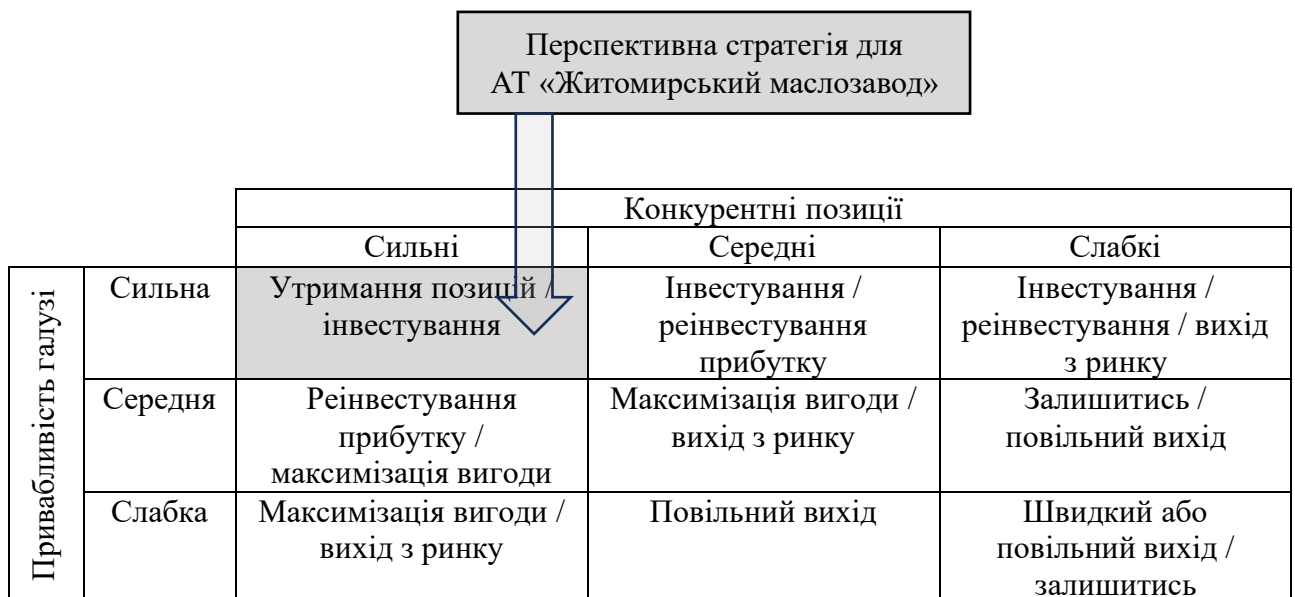 Перспективна стратегія для
АТ «Житомирський маслозавод»
Конкурентні позиції
Сильні
Середні
Слабкі
Привабливість галузі
Сильна
Утримання позицій /
інвестування
Інвестування /
реінвестування
прибутку
Інвестування /
реінвестування / вихід
з ринку
Середня
Реінвестування
прибутку /
максимізація вигоди
Максимізація вигоди /
вихід з ринку
Залишитись /
повільний вихід
Слабка
Максимізація вигоди /
вихід з ринку
Повільний вихід
Швидкий або
повільний вихід /
залишитись